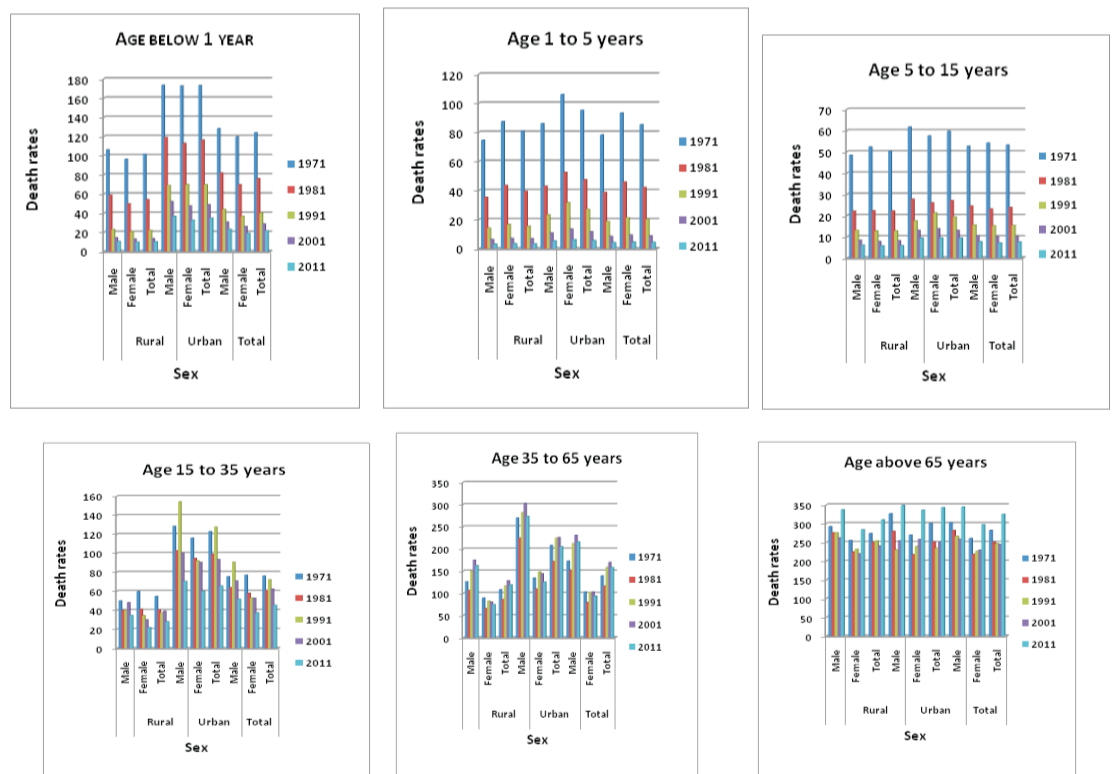 AGE BELOW 1 YEAR
Death rates
180
160
140
120
100
80
60
40
20
0
Male
Female
Total
Male
Female
Total
Male
Female
Total
Rural
Urban
Total
Sex
1971
1981
1991
2001
2011
Age 1 to 5 years
Death rates
120
100
80
60
40
20
0
Male
Female
Total
Male
Female
Total
Male
Female
Total
Rural
Urban
Total
Sex
1971
1981
1991
2001
2011
Age 5 to 15 years
Death rates
70
60
50
40
30
20
10
0
Male
Female
Total
Male
Female
Total
Male
Female
Total
Rural
Urban
Total
Sex
1971
1981
1991
2001
2011
Age 15 to 35 years
Death rates
160
140
120
100
80
60
40
20
0
Male
Female
Total
Male
Female
Total
Male
Female
Total
Rural
Urban
Total
Sex
1971
1981
1991
2001
2011
Age 35 to 65 years
Death rates
350
300
250
200
150
100
50
0
Male
Female
Total
Male
Female
Total
Male
Female
Total
Rural
Urban
Total
Sex
1971
1981
1991
2001
2011
Age above 65 years
Death rates
350
300
250
200
150
100
50
0
Male
Female
Total
Male
Female
Total
Male
Female
Total
Rural
Urban
Total
Sex
1971
1981
1991
2001
2011